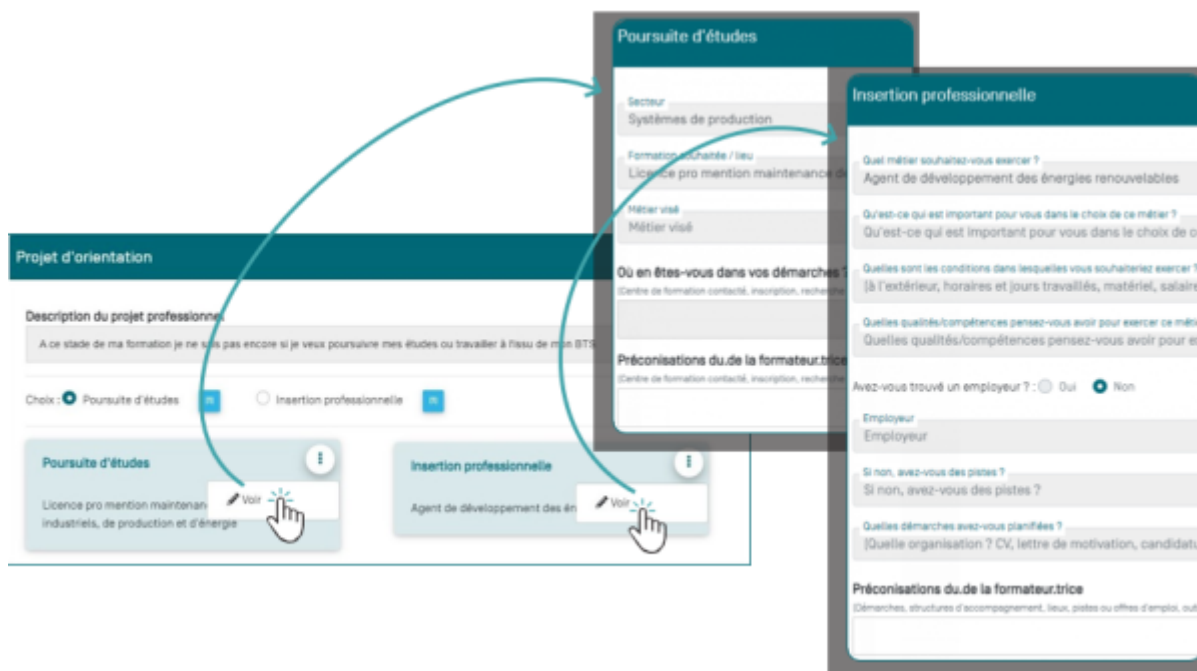 Projet d'orientation
Description du projet professionnel
A ce stade de ma formation je ne sais pas encore si je veux poursuivre mes études ou travailler à l'issu de mon BTS
Choix : Poursuite d'études
Insertion professionnelle
Poursuite d'études
Voir
Licence pro mention maintenan
industriels, de production et d'énergie
Insertion professionnelle
Voir
Agent de développement des én
Poursuite d'études
Secteur
Systèmes de production
Formation souhaitée / lieu
Licence pro mention maintenance de
Métier visé
Métier visé
Où en êtes-vous dans vos démarches ?
(Centre de formation contacté, inscription, recherche
Préconisations du.de la formateur.trice
(Centre de formation contacté, inscription, recherche
Insertion professionnelle
Quel métier souhaitez-vous exercer ?
Agent de développement des énergies renouvelables
Qu'est-ce qui est important pour vous dans le choix de ce métier ?
Qu'est-ce qui est important pour vous dans le choix de c
Quelles sont les conditions dans lesquelles vous souhaiteriez exercer ?
(à l'extérieur, horaires et jours travaillés, matériel, salaire
Quelles qualités/compétences pensez-vous avoir pour exercer ce méti
Quelles qualités/compétences pensez-vous avoir pour e
Avez-vous trouvé un employeur ? : Oui Non
Employeur
Employeur
Si non, avez-vous des pistes ?
Si non, avez-vous des pistes ?
Quelles démarches avez-vous planifiées ?
(Quelle organisation ? CV, lettre de motivation, candidatu
Préconisations du.de la formateur.trice
(Démarches, structures d'accompagnement, lieux, pistes ou offres d'emploi, out